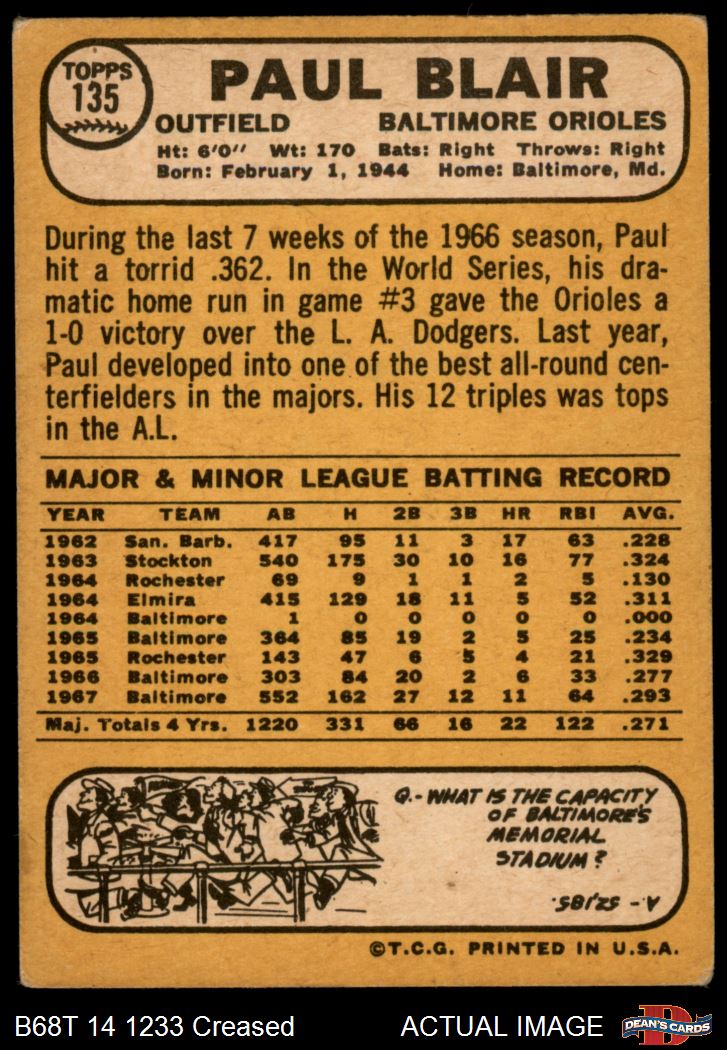 TOPPS
135
PAUL BLAIR
OUTFIELD BALTIMORE ORIOLES
Ht: 6'0" Wt: 170 Bats: Right Throws: Right
Born: February 1, 1944 Home: Baltimore, Md.
During the last 7 weeks of the 1966 season, Paul
hit a torrid .362. In the World Series, his dra-
matic home run in game #3 gave the Orioles a
1-0 victory over the L. A. Dodgers. Last year,
Paul developed into one of the best all-round cen-
terfielders in the majors. His 12 triples was tops
in the A.L.
MAJOR & MINOR LEAGUE BATTING RECORD
YEAR TEAM AB H 2B 3B HR RBI AVG.
1962 San. Barb. 417 95 11 3 17 63 .228
1963 Stockton 540 175 30 10 16 77 .324
1964 Rochester 69 9 1 1 2 5 .130
1964 Elmira 415 129 18 11 5 52 .311
1964 Baltimore 1 0 0 0 0 0 .000
1965 Baltimore 364 85 19 2 5 25 .234
1965 Rochester 143 47 6 5 4 21 .329
1966 Baltimore 303 84 20 2 6 33 .277
1967 Baltimore 552 162 27 12 11 64 .293
Maj. Totals 4 Yrs. 1220 331 66 16 22 122 .271
Q.- WHAT IS THE CAPACITY
OF BALTIMORE'S
MEMORIAL
STADIUM?
A - 52,185.
©T.C.G. PRINTED IN U.S.A.
B68T 14 1233 Creased ACTUAL IMAGE
D
DEAN'S CARDS